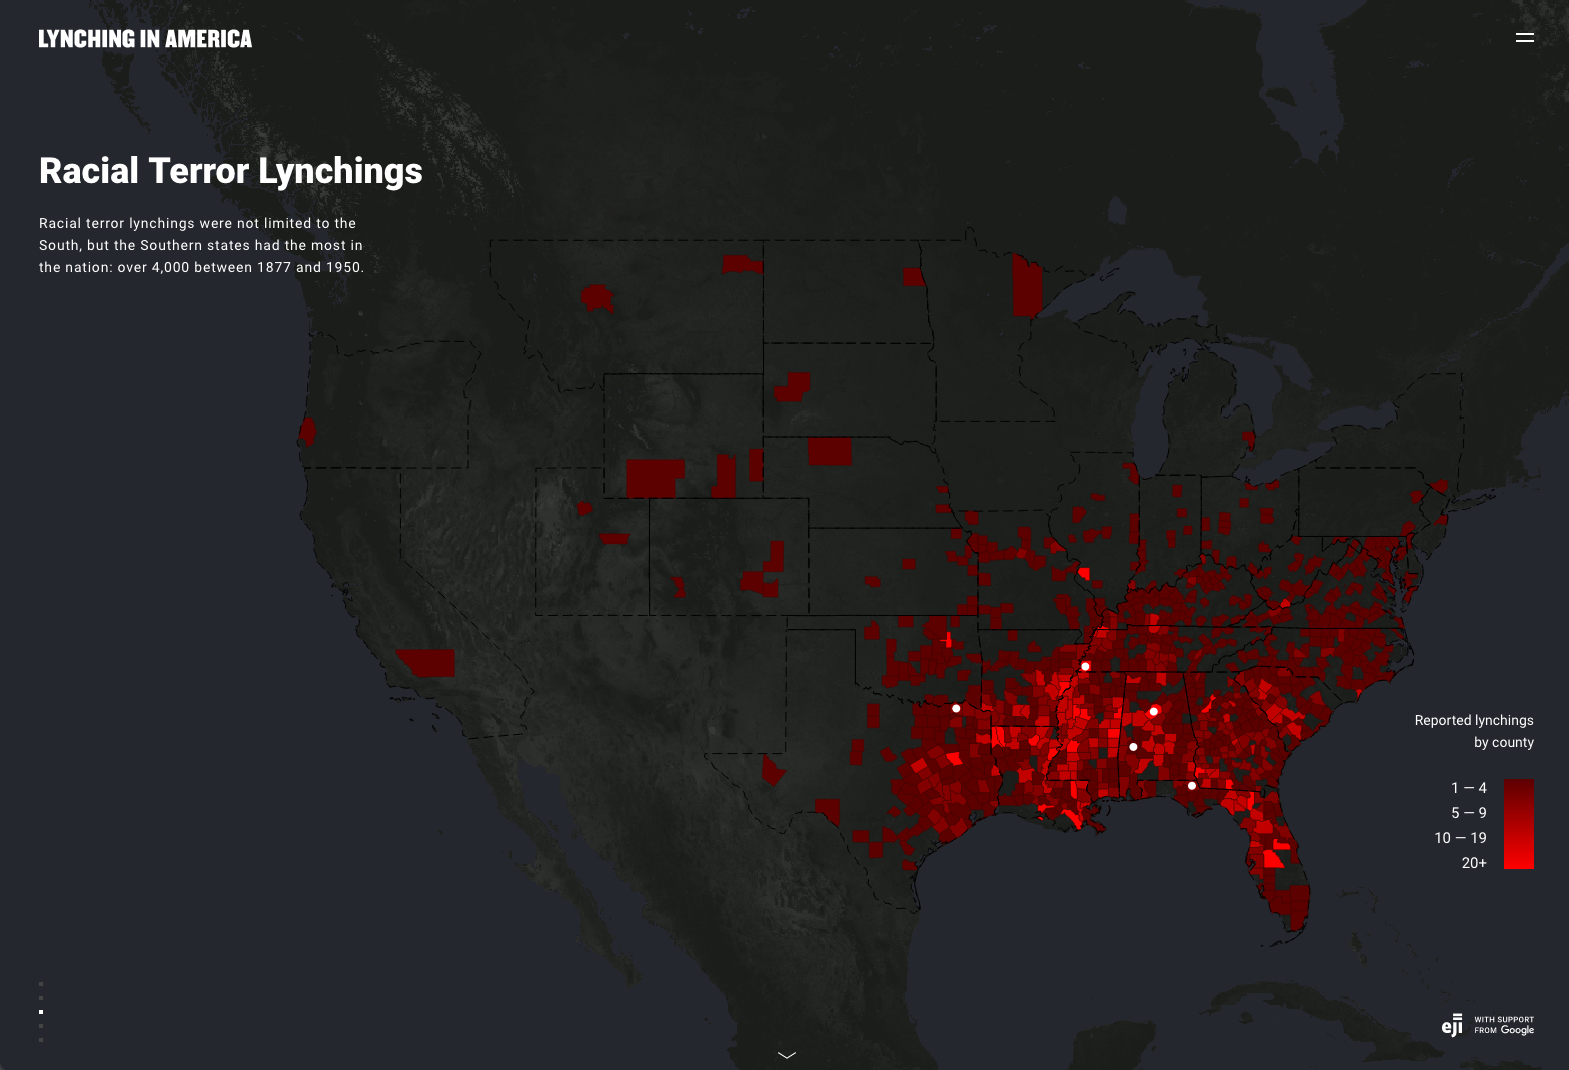 LYNCHING IN AMERICA
Racial Terror Lynchings
Racial terror lynchings were not limited to the
South, but the Southern states had the most in
the nation: over 4,000 between 1877 and 1950.
Reported lynchings
by county
1 — 4
5 — 9
10 — 19
20+
eji
WITH SUPPORT
FROM Google